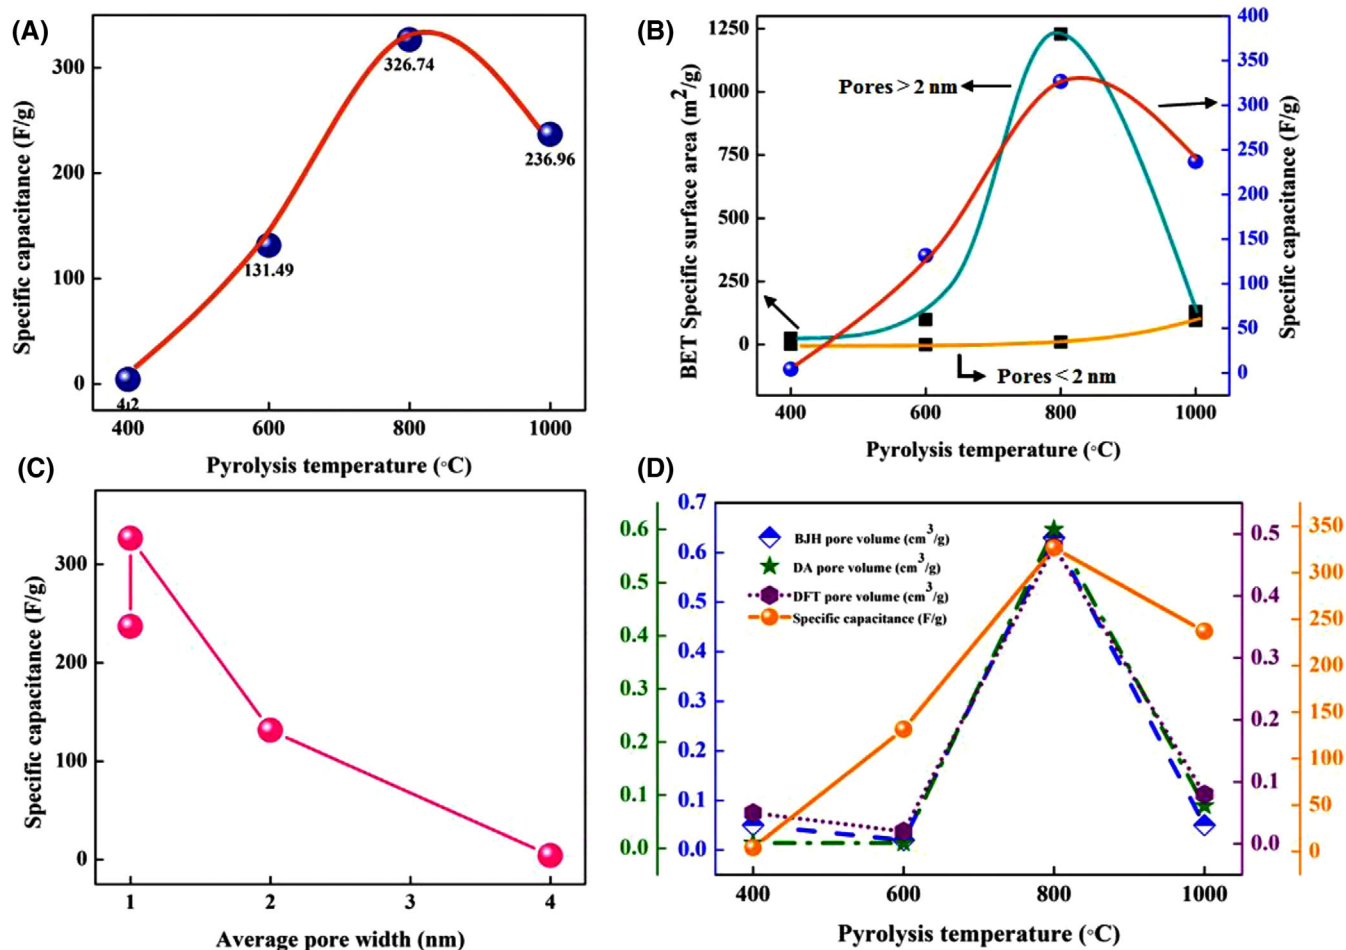 (A)
Specific capacitance (F/g)
300
200
100
0
4.2
131.49
326.74
236.96
400 600 800 1000
Pyrolysis temperature (◦C)
(B)
BET Specific surface area (m²/g)
1250
1000
750
500
250
0
Pores > 2 nm
Pores < 2 nm
400
350
300
250
200
150
100
50
0
Specific capacitance (F/g)
400 600 800 1000
Pyrolysis temperature (◦C)
(C)
Specific capacitance (F/g)
300
200
100
0
1 2 3 4
Average pore width (nm)
(D)
0.6
0.5
0.4
0.3
0.2
0.1
0.0
0.7
0.6
0.5
0.4
0.3
0.2
0.1
0.0
BJH pore volume (cm³/g)
DA pore volume (cm³/g)
DFT pore volume (cm³/g)
Specific capacitance (F/g)
0.5
0.4
0.3
0.2
0.1
0.0
350
300
250
200
150
100
50
0
400 600 800 1000
Pyrolysis temperature (◦C)